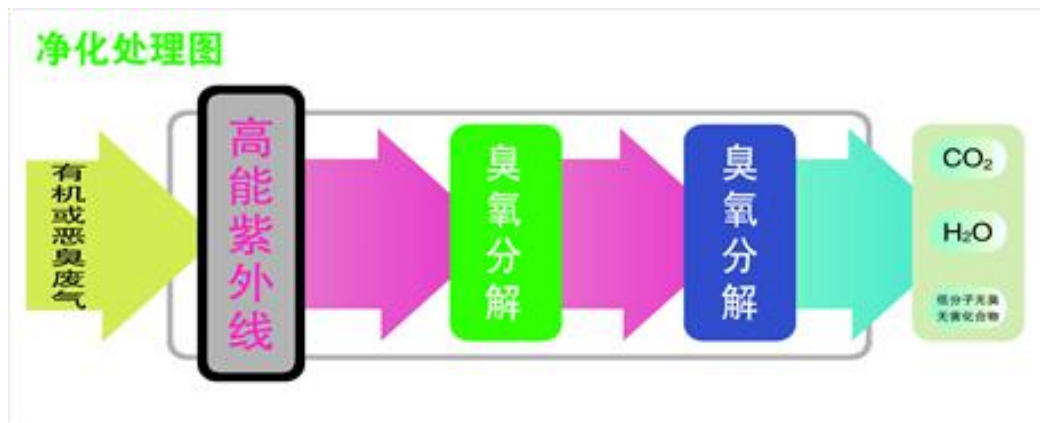 净化处理图
有机或恶臭废气
高能紫外线
臭氧分解
臭氧分解
CO₂
H₂O
低分子无臭
无害化合物